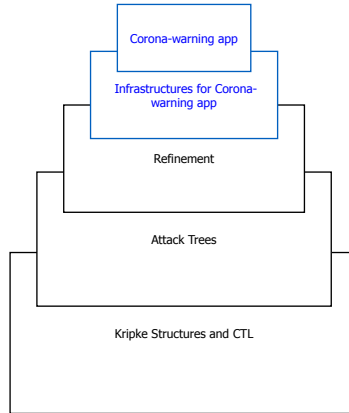 Corona-warning app
Infrastructures for Corona-
warning app
Refinement
Attack Trees
Kripke Structures and CTL